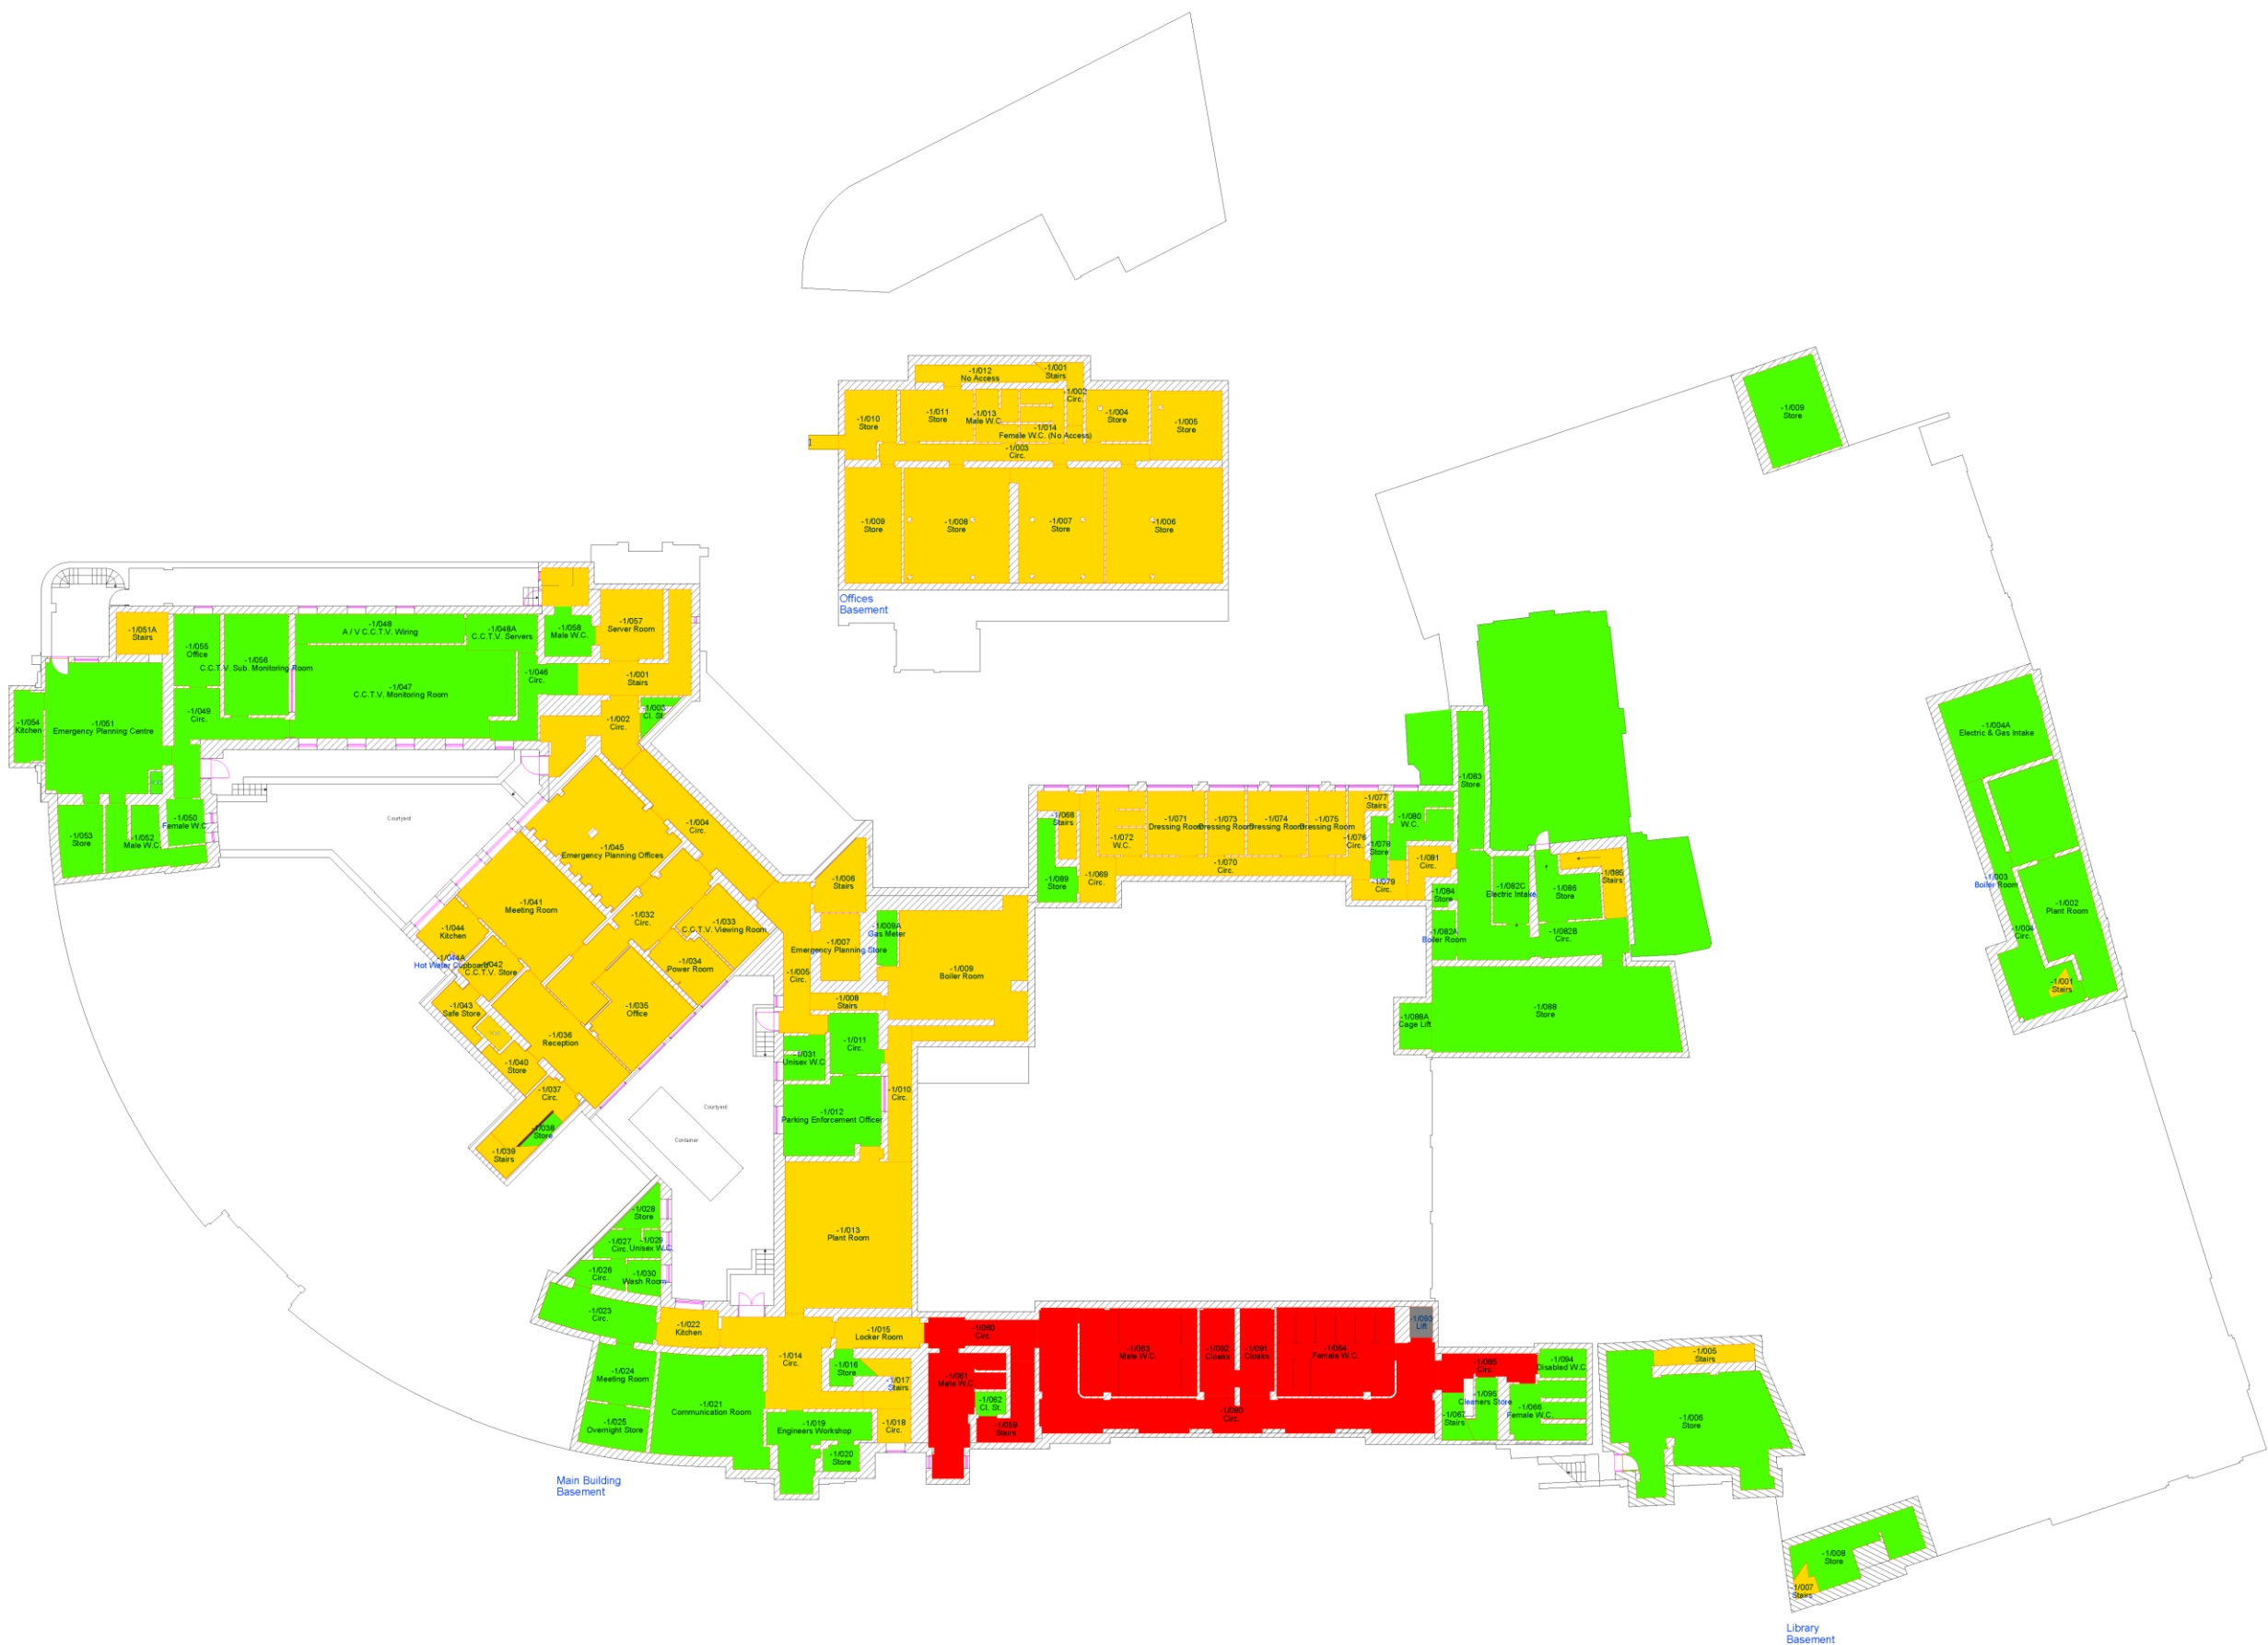 -1/012
No Access
-1/001
Stairs
-1/002
Circ.
-1/010
Store
-1/011
Store
-1/013
Male W.C.
-1/014
Female W.C. (No Access)
-1/004
Store
-1/005
Store
-1/003
Circ.
-1/009
Store
-1/008
Store
-1/007
Store
-1/006
Store
Offices
Basement
-1/009
Store
-1/051A
Stairs
-1/055
Office
-1/056
C.C.T.V. Sub. Monitoring Room
-1/048
A / V C.C.T.V. Wiring
-1/048A
C.C.T.V. Servers
-1/058
Male W.C.
-1/057
Server Room
-1/047
C.C.T.V. Monitoring Room
-1/046
Circ.
-1/001
Stairs
-1/054
Kitchen
-1/051
Emergency Planning Centre
-1/049
Circ.
-1/002
Circ.
-1/003
Cl. St.
-1/053
Store
-1/052
Male W.C.
-1/050
Female W.C.
Courtyard
-1/045
Emergency Planning Offices
-1/004
Circ.
-1/041
Meeting Room
-1/032
Circ.
-1/033
C.C.T.V. Viewing Room
-1/044
Kitchen
-1/044A
Hot Water Cupboard
-1/042
C.C.T.V. Store
-1/034
Power Room
-1/043
Safe Store
-1/035
Office
-1/036
Reception
-1/040
Store
-1/037
Circ.
-1/038
Store
-1/039
Stairs
-1/006
Stairs
-1/007
Emergency Planning Store
-1/009A
Gas Meter
-1/009
Boiler Room
-1/005
Circ.
-1/008
Stairs
-1/011
Circ.
-1/031
Unisex W.C.
-1/010
Circ.
-1/012
Parking Enforcement Officer
Courtyard
Container
-1/013
Plant Room
-1/068
Stairs
-1/072
W.C.
-1/071
Dressing Room
-1/073
Dressing Room
-1/074
Dressing Room
-1/075
Dressing Room
-1/077
Stairs
-1/076
Circ.
-1/078
Store
-1/080
W.C.
-1/081
Circ.
-1/089
Store
-1/069
Circ.
-1/070
Circ.
-1/079
Circ.
-1/083
Store
-1/084
Store
-1/082C
Electric Intake
-1/086
Store
-1/085
Stairs
-1/082A
Boiler Room
-1/082B
Circ.
-1/088
Store
-1/088A
Cage Lift
-1/004A
Electric & Gas Intake
-1/003
Boiler Room
-1/002
Plant Room
-1/004
Circ.
-1/001
Stairs
-1/028
Store
-1/027
Circ.
-1/029
Unisex W.C.
-1/026
Circ.
-1/030
Wash Room
-1/023
Circ.
-1/022
Kitchen
-1/015
Locker Room
-1/014
Circ.
-1/016
Store
-1/017
Stairs
-1/024
Meeting Room
-1/021
Communication Room
-1/025
Overnight Store
-1/019
Engineers Workshop
-1/018
Circ.
-1/020
Store
Main Building
Basement
-1/060
Circ.
-1/061
Male W.C.
-1/062
Cl. St.
-1/059
Stairs
-1/063
Male W.C.
-1/092
Cloaks
-1/091
Cloaks
-1/064
Female W.C.
-1/093
Lift
-1/090
Circ.
-1/065
Circ.
-1/094
Disabled W.C.
-1/095
Cleaners Store
-1/067
Stairs
-1/066
Female W.C.
-1/005
Stairs
-1/006
Store
-1/008
Store
-1/007
Stairs
Library
Basement